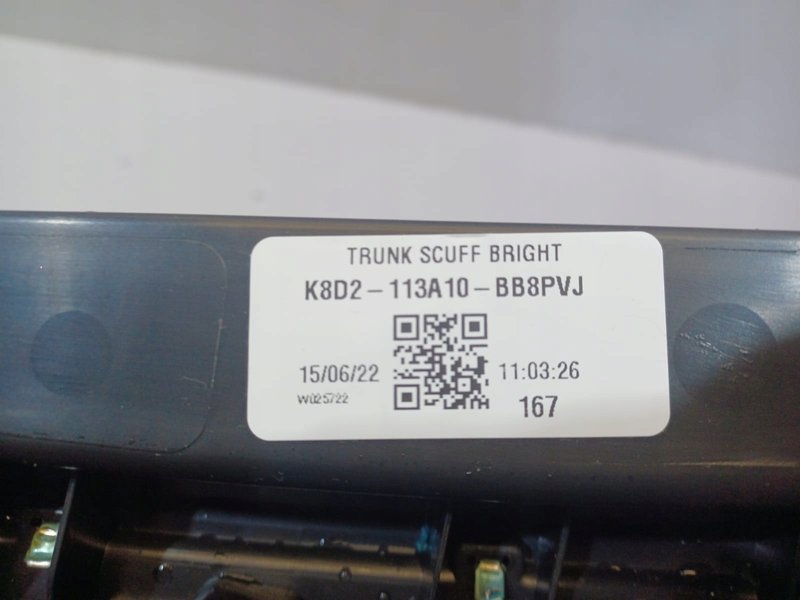 TRUNK SCUFF BRIGHT
K8D2-113A10-BB8PVJ
15/06/22 11:03:26
W025722 167